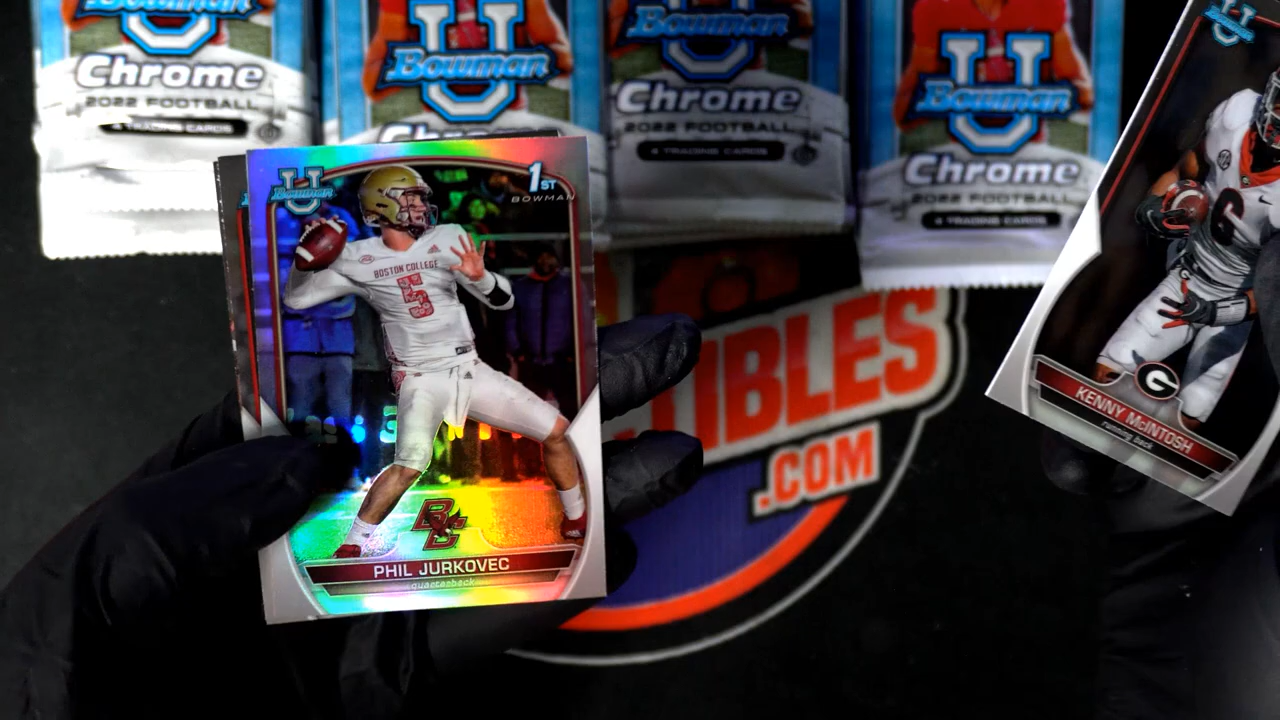 Bowman
Chrome
2022 FOOTBALL
4 TRADING CARDS
U
Bowman
Chrome
U
Bowman
Chrome
2022 FOOTBALL
4 TRADING CARDS
U
Bowman
Chrome
2022 FOOTBALL
4 TRADING CARDS
U
Bowman
1ST
BOWMAN
BOSTON COLLEGE
5
BC
PHIL JURKOVEC
quarterback
IBLES
.COM
U
6
G
KENNY McINTOSH
running back